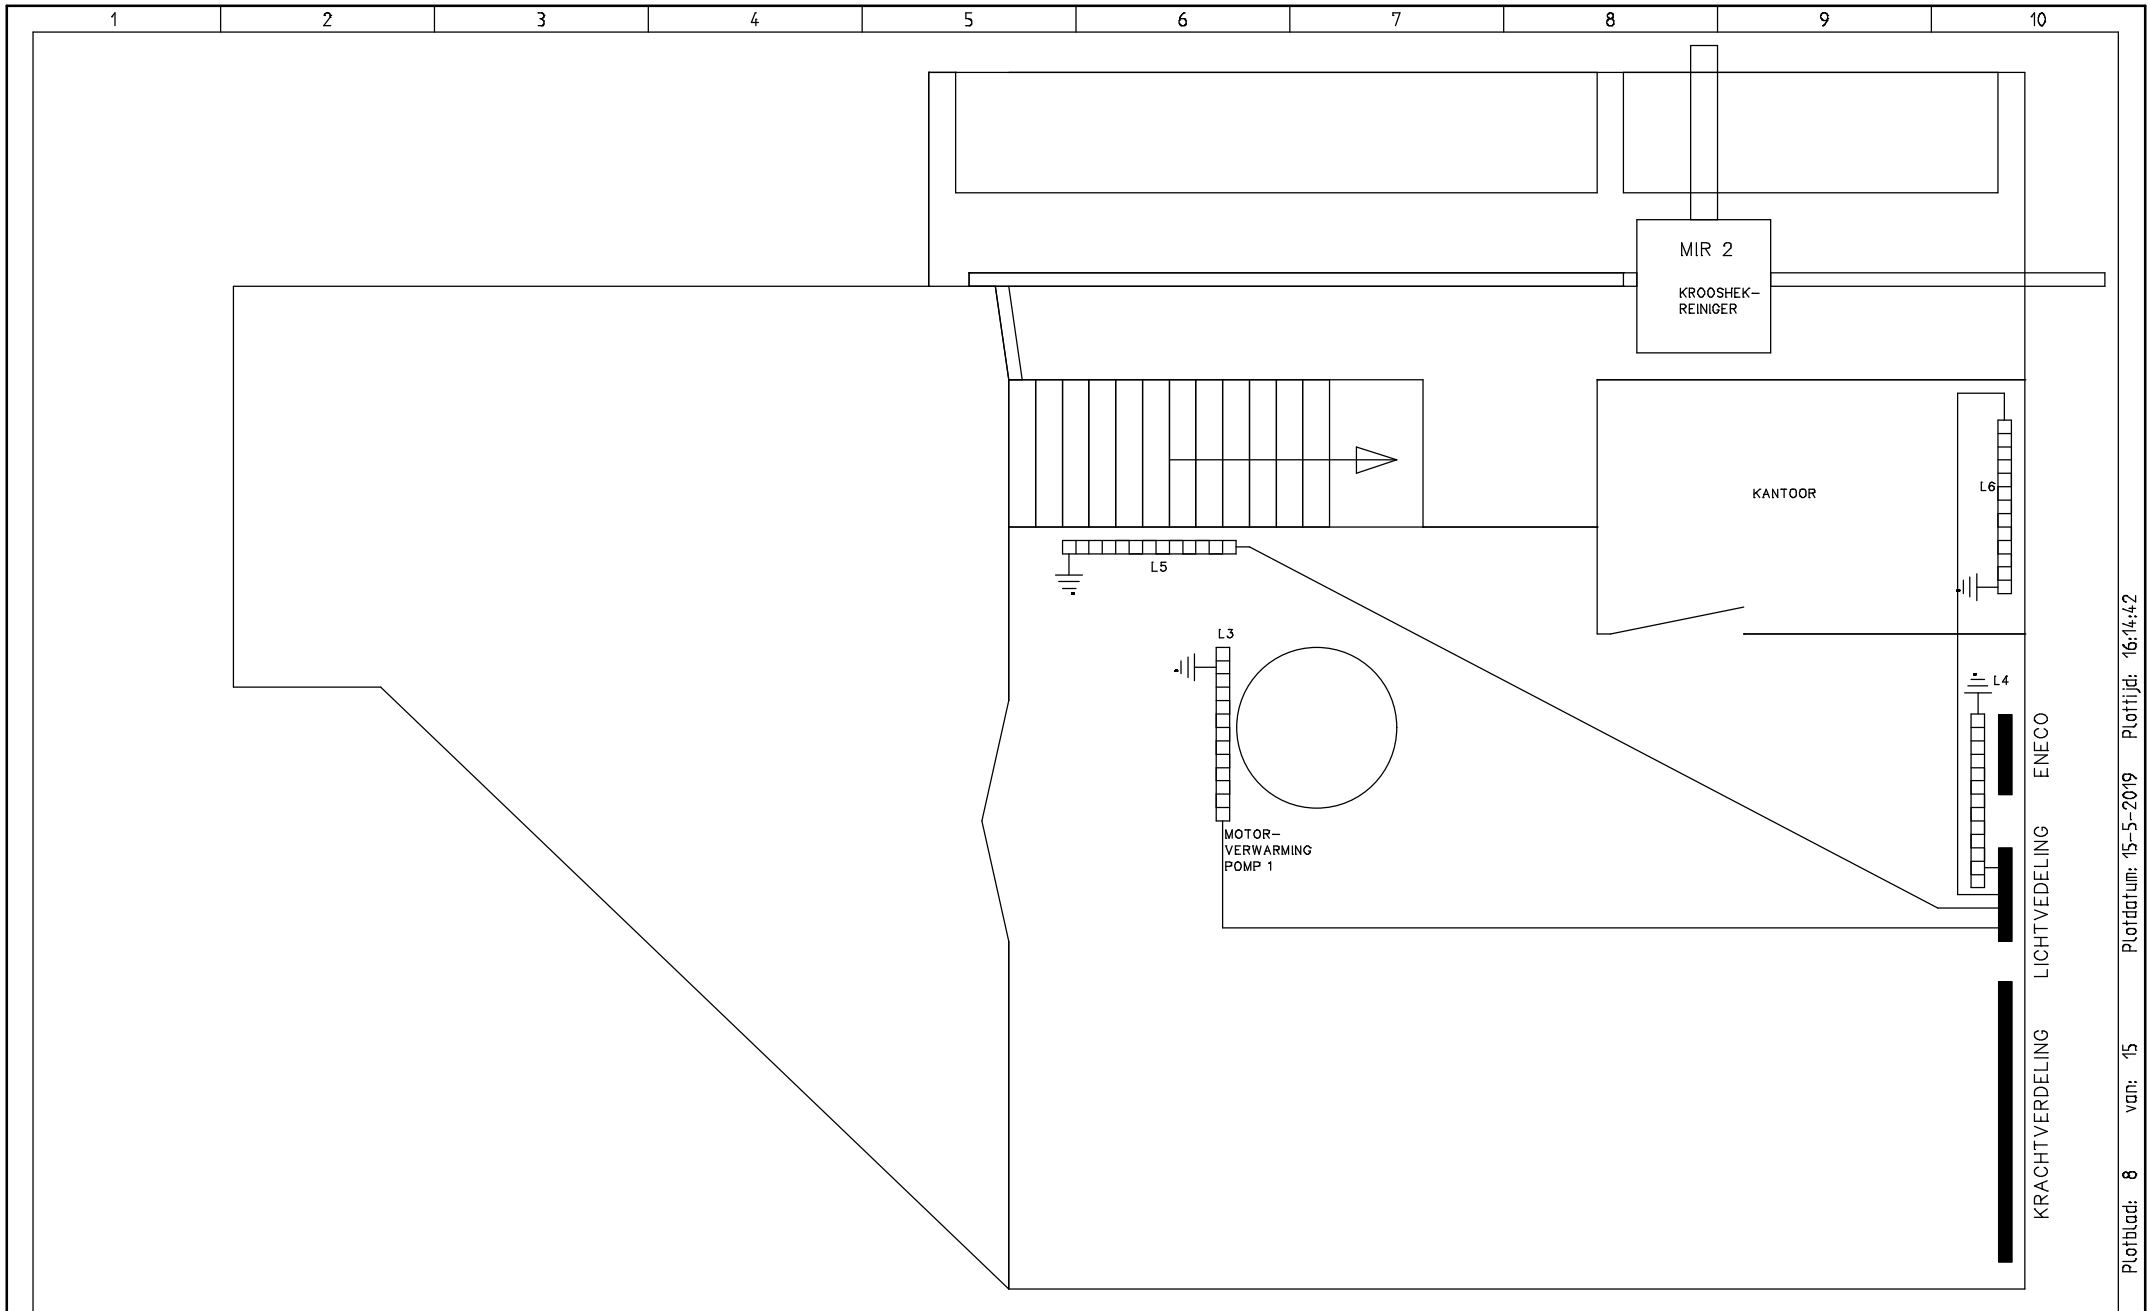 1 2 3 4 5 6 7 8 9 10
MIR 2
KROOSHEK-
REINIGER
KANTOOR
L6
L5
L3
L4
MOTOR-
VERWARMING
POMP 1
ENECO
LICHTVEDELING
KRACHTVERDELING
Plotblad: 8 van: 15 Plotdatum: 15-5-2019 Plottijd: 16:14:42